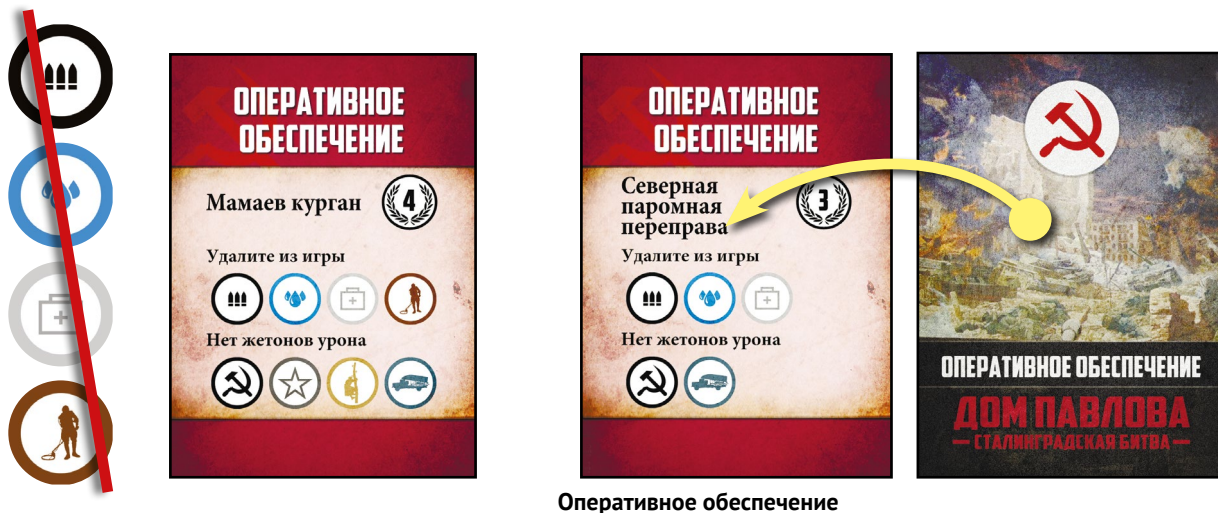 ОПЕРАТИВНОЕ
ОБЕСПЕЧЕНИЕ
Мамаев курган
4
Удалите из игры
Нет жетонов урона
ОПЕРАТИВНОЕ
ОБЕСПЕЧЕНИЕ
Северная
паромная
переправа
3
Удалите из игры
Нет жетонов урона
ОПЕРАТИВНОЕ ОБЕСПЕЧЕНИЕ
ДОМ ПАВЛОВА
— СТАЛИНГРАДСКАЯ БИТВА —
Оперативное обеспечение